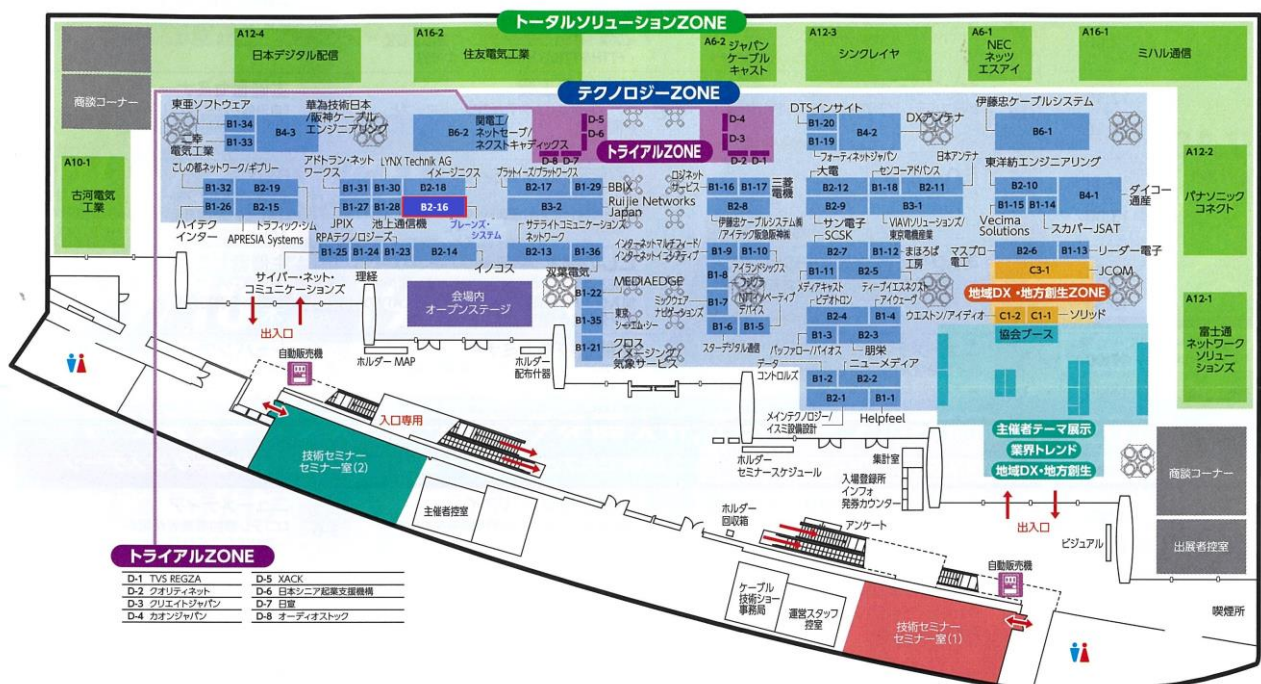 トータルソリューションZONE
A12-4
日本デジタル配信
A16-2
住友電気工業
A6-2
ジャパン
ケーブル
キャスト
A12-3
シンクレイヤ
A6-1
NEC
ネッツ
エスアイ
A16-1
ミハル通信
商談コーナー
A10-1
古河電気
工業
A12-2
パナソニック
コネクト
A12-1
富士通
ネットワーク
ソリュー
ションズ
テクノロジーZONE
東亜ソフトウェア
B1-34
B1-33
二幸
電気工業
B4-3
華為技術日本
/阪神ケーブル
エンジニアリング
B6-2
関電工/
ネットセーブ/
ネクストキャディックス
D-5
D-6
D-8
D-7
D-4
D-3
D-2
D-1
トライアルZONE
DTSインサイト
B1-20
B1-19
B4-2
DXアンテナ
フォーティネットジャパン
伊藤忠ケーブルシステム
B6-1
こしの都ネットワーク/ギブリー
B1-32
B2-19
B1-26
B2-15
ハイテク
インター
トラフィック・シム
APRESIA Systems
アドトラン・ネット
ワークス
LYNX Technik AG
イメージニクス
B1-31
B1-30
B2-18
B1-27
B1-28
B2-16
JPIX
池上通信機
ブレーンズ・
システム
プラットイーズ/プラットワークス
B2-17
B1-29
BBIX
B3-2
Ruijie Networks
Japan
サテライトコミュニケーションズ
ネットワーク
ロジネット
サービス
B1-16
B1-17
三菱
電機
B2-8
伊藤忠ケーブルシステム㈱
/アイテック阪急阪神㈱
大電
センコーアドバンス
日本アンテナ
B2-12
B1-18
B2-11
B2-9
B3-1
サン電子
VIAVIソリューションズ/
東京電機産業
東洋紡エンジニアリング
B2-10
B4-1
ダイコー
通産
B1-15
B1-14
Vecima
Solutions
スカパーJSAT
RPAテクノロジーズ
B1-25
B1-24
B1-23
B2-14
イノコス
サイバー・ネット・
コミュニケーションズ
理経
B2-13
B1-36
双葉電気
インターネットマルチフィード/
インターネットイニシアティブ
B1-9
B1-10
アイランドシックス
B1-8
フジクラ
B1-7
NTTイノベーティブ
デバイス
ミックウェア
ナビゲーションズ
B1-6
B1-5
スターデジタル通信
SCSK
B2-7
B1-12
まほろば
工房
B1-11
B2-5
メディアキャスト
ディーブイエスネクスト
マスプロ
電工
B2-6
B1-13
リーダー電子
C3-1
JCOM
地域DX・地方創生ZONE
ウエストン/アイディオ
C1-2
C1-1
ソリッド
協会ブース
会場内
オープンステージ
B1-22
MEDIAEDGE
B1-35
東京
シー・エム・シー
B1-21
クロス
イメージング/
気象サービス
ビデオトロン
アイ・ウェーヴ
B2-4
B1-4
B1-3
B2-3
バッファロー/バイオス
朋栄
データ
コントロルズ
ニューメディア
B1-2
B2-2
B2-1
B1-1
メインテクノロジー/
イスミ設備設計
Helpfeel
出入口
自動販売機
ホルダー MAP
ホルダー
配布什器
入口専用
技術セミナー
セミナー室(2)
主催者控室
ホルダー
セミナースケジュール
集計室
入場登録所
インフォ
発券カウンター
主催者テーマ展示
業界トレンド
地域DX・地方創生
出入口
商談コーナー
ビジュアル
出展者控室
ホルダー
回収箱
アンケート
自動販売機
ケーブル
技術ショー
事務局
運営スタッフ
控室
技術セミナー
セミナー室(1)
喫煙所
トライアルZONE
D-1 TVS REGZA
D-2 クオリティネット
D-3 クリエイトジャパン
D-4 カオンジャパン
D-5 XACK
D-6 日本シニア起業支援機構
D-7 日宣
D-8 オーディオストック